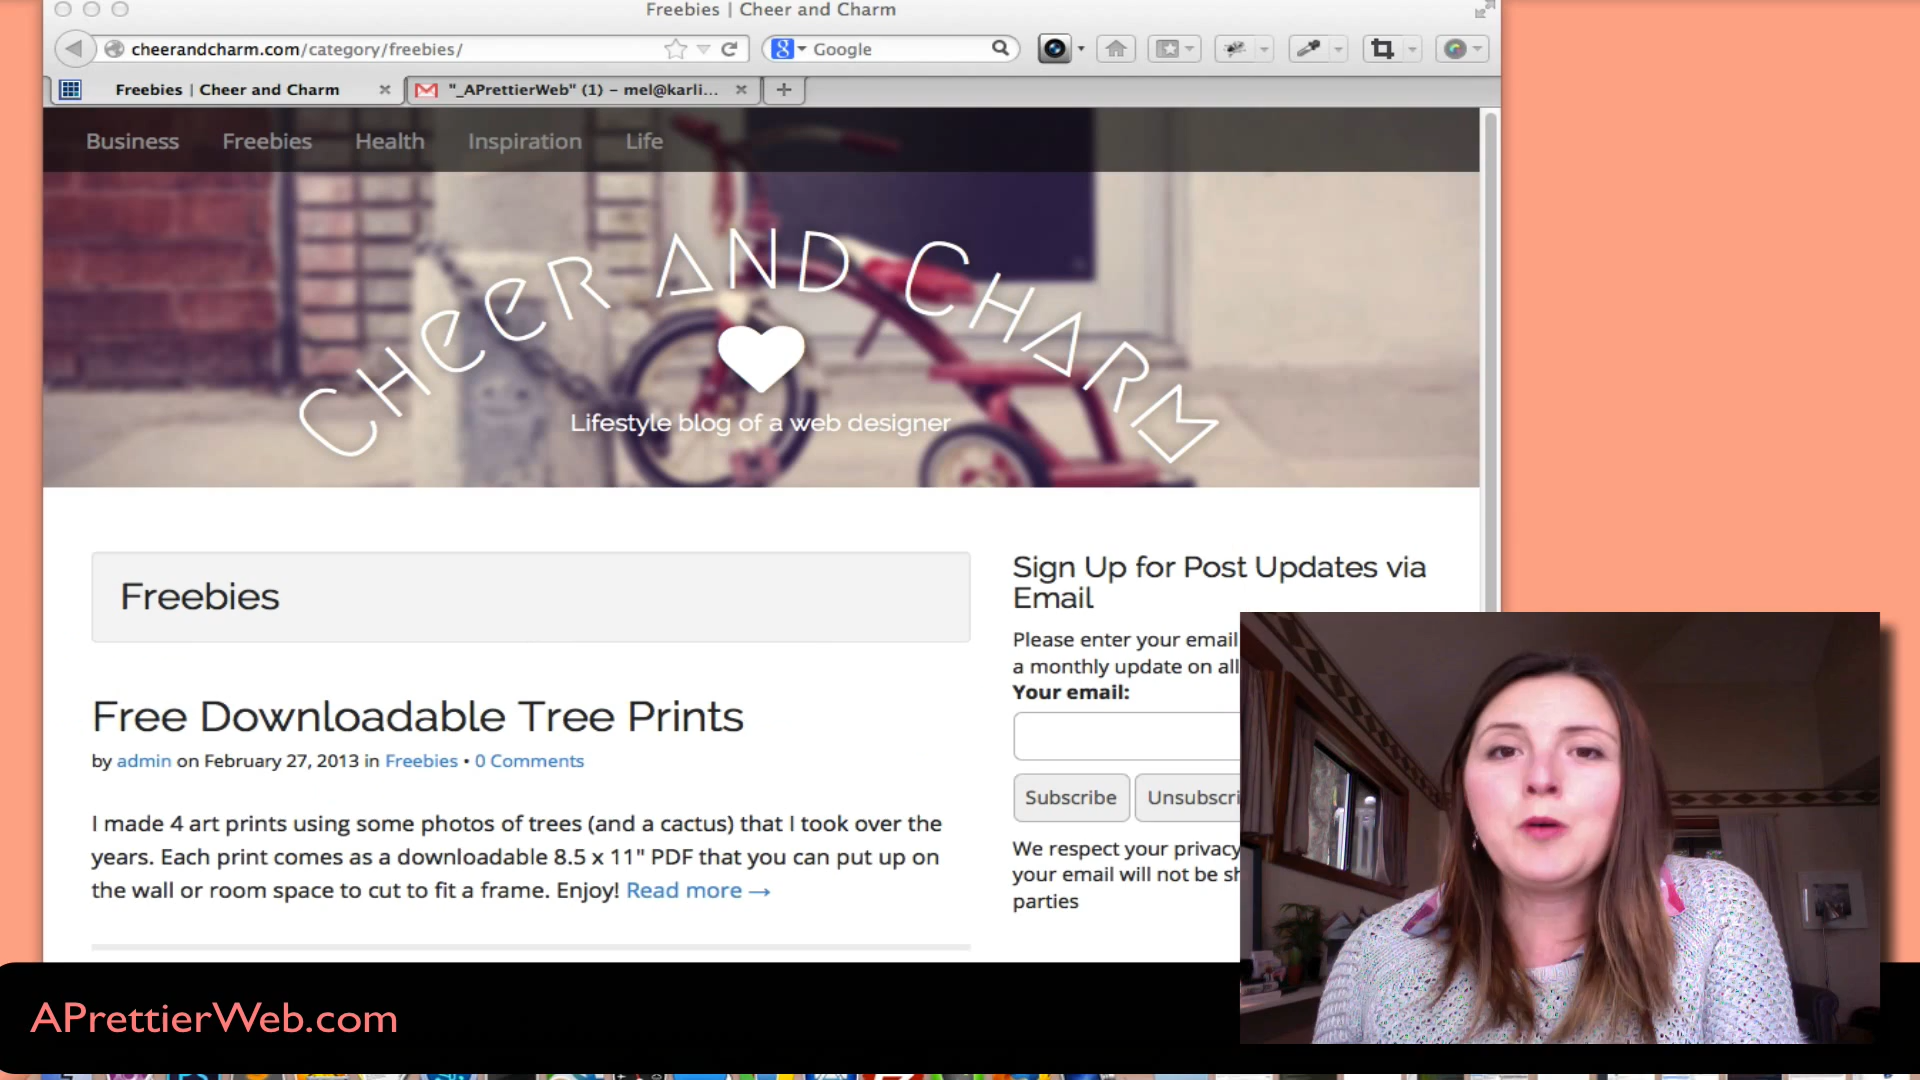 Freebies | Cheer and Charm
cheerandcharm.com/category/freebies/
Google
Freebies | Cheer and Charm
"_APrettierWeb" (1) – mel@karli...
Business Freebies Health Inspiration Life
CHeeR AND CHARM
Lifestyle blog of a web designer
Freebies
Free Downloadable Tree Prints
by admin on February 27, 2013 in Freebies • 0 Comments
I made 4 art prints using some photos of trees (and a cactus) that I took over the
years. Each print comes as a downloadable 8.5 x 11" PDF that you can put up on
the wall or room space to cut to fit a frame. Enjoy! Read more →
Sign Up for Post Updates via
Email
Please enter your email
a monthly update on all
Your email:
Subscribe Unsubscri
We respect your privacy
your email will not be sh
parties
APrettierWeb.com